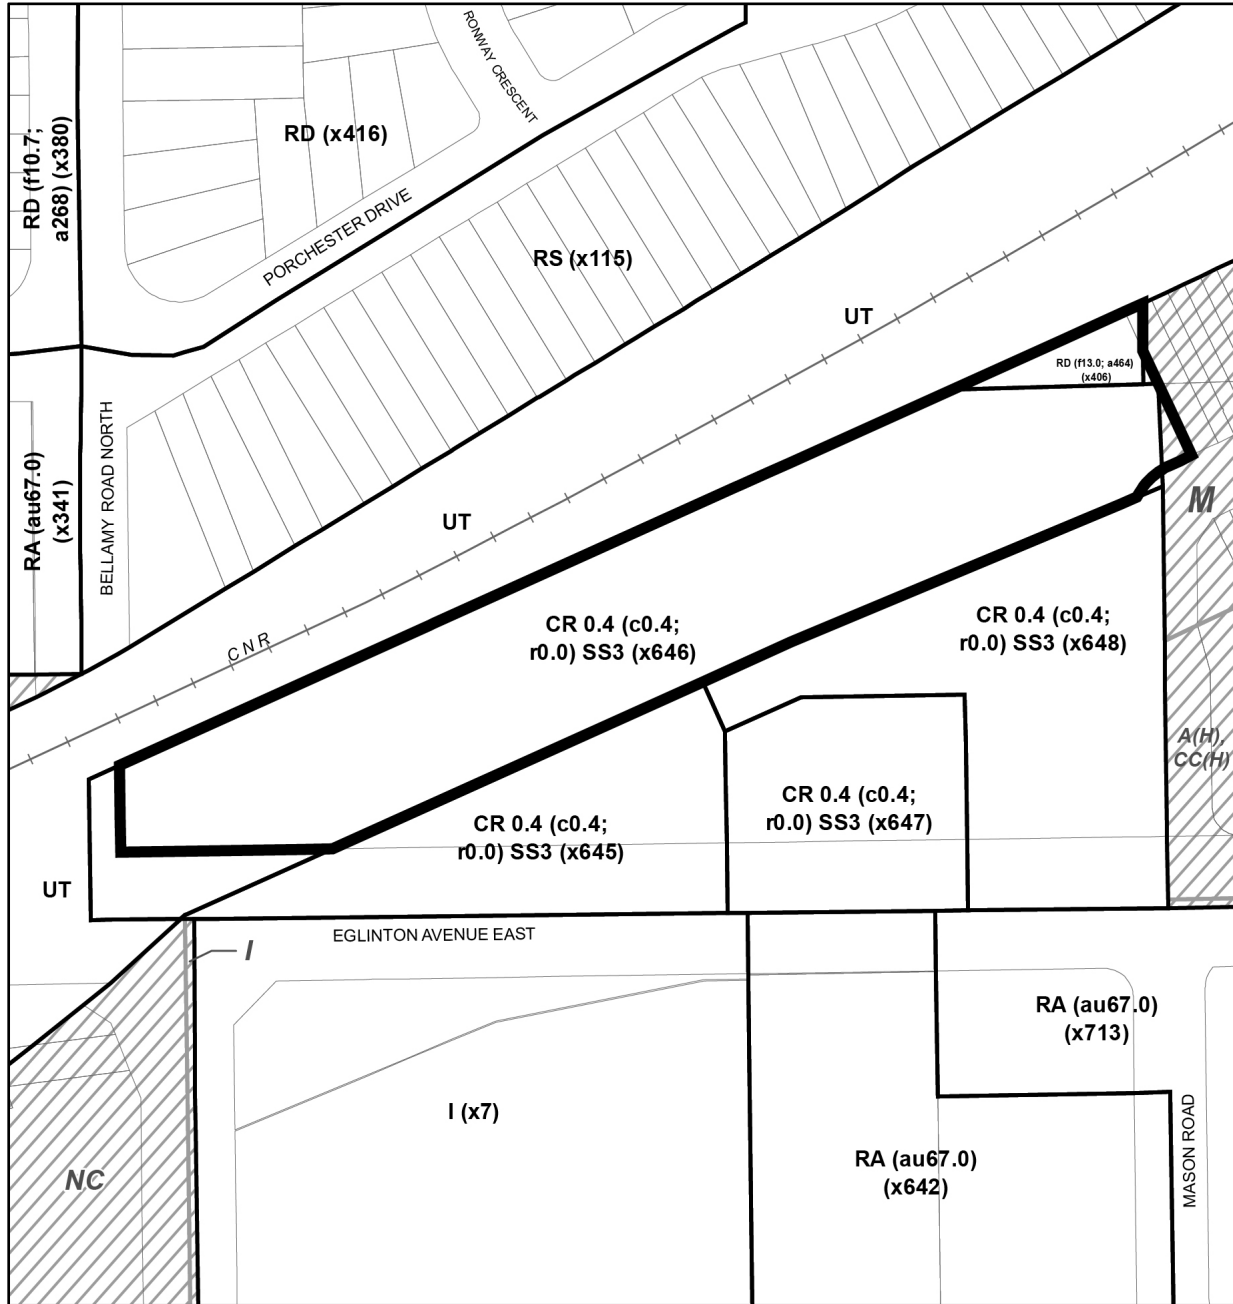 RONWAY CRESCENT
RD (f10.7;
a268) (x380)
RD (x416)
PORCHESTER DRIVE
RS (x115)
UT
RD (f13.0; a464)
(x406)
RA (au67.0)
(x341)
BELLAMY ROAD NORTH
UT
M
CNR
CR 0.4 (c0.4;
r0.0) SS3 (x646)
CR 0.4 (c0.4;
r0.0) SS3 (x648)
A(H),
CC(H)
CR 0.4 (c0.4;
r0.0) SS3 (x645)
CR 0.4 (c0.4;
r0.0) SS3 (x647)
UT
EGLINTON AVENUE EAST
I
RA (au67.0)
(x713)
I (x7)
MASON ROAD
NC
RA (au67.0)
(x642)